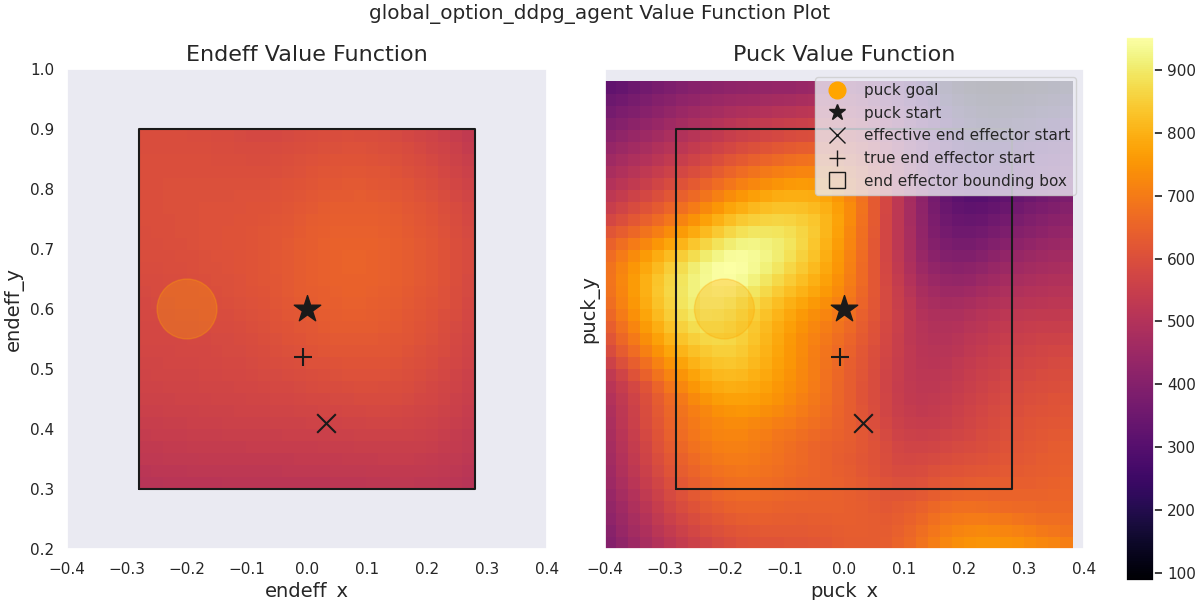 global_option_ddpg_agent Value Function Plot
Endeff Value Function
Puck Value Function
endeff_y
1.0
0.9
0.8
0.7
0.6
0.5
0.4
0.3
0.2
−0.4 −0.3 −0.2 −0.1 0.0 0.1 0.2 0.3 0.4
endeff_x
puck_y
puck goal
puck start
effective end effector start
true end effector start
end effector bounding box
−0.4 −0.3 −0.2 −0.1 0.0 0.1 0.2 0.3 0.4
puck_x
900
800
700
600
500
400
300
200
100